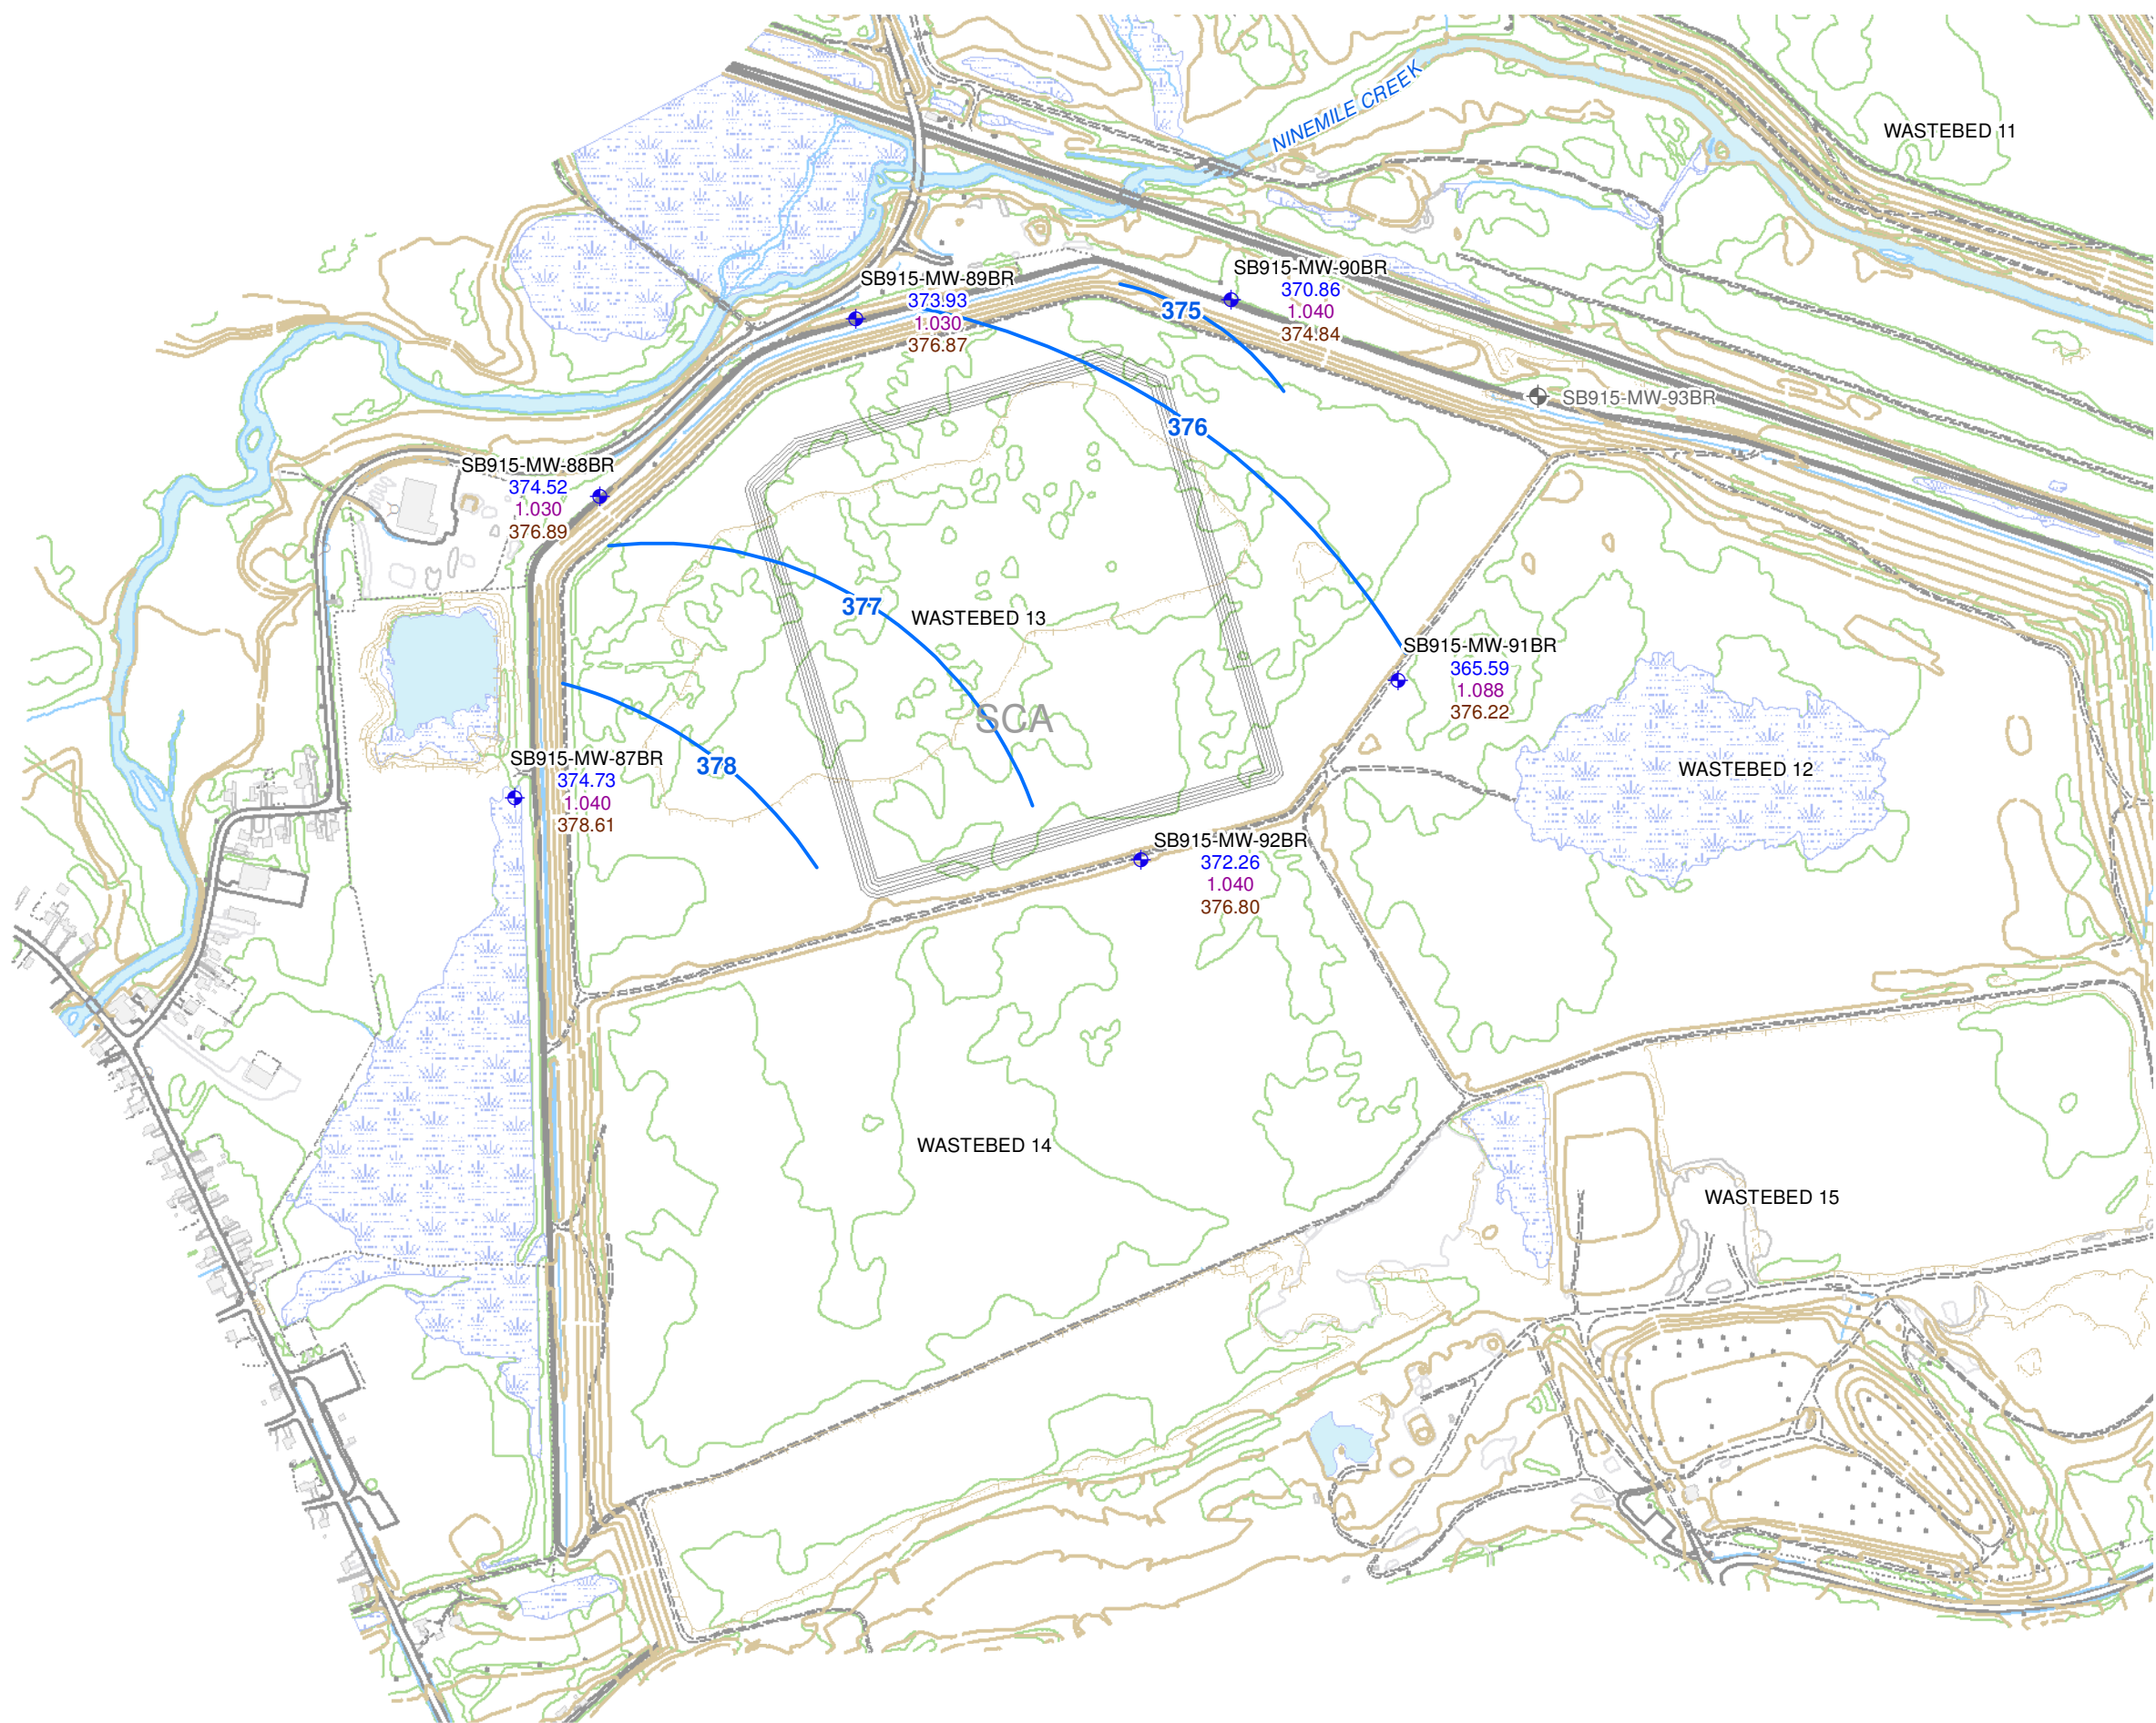 NINEMILE CREEK
WASTEBED 11
SB915-MW-89BR
373.93
1.030
376.87
SB915-MW-90BR
370.86
1.040
374.84
375
376
SB915-MW-93BR
SB915-MW-88BR
374.52
1.030
376.89
377
WASTEBED 13
SB915-MW-91BR
365.59
1.088
376.22
SCA
SB915-MW-87BR
374.73
1.040
378.61
378
WASTEBED 12
SB915-MW-92BR
372.26
1.040
376.80
WASTEBED 14
WASTEBED 15